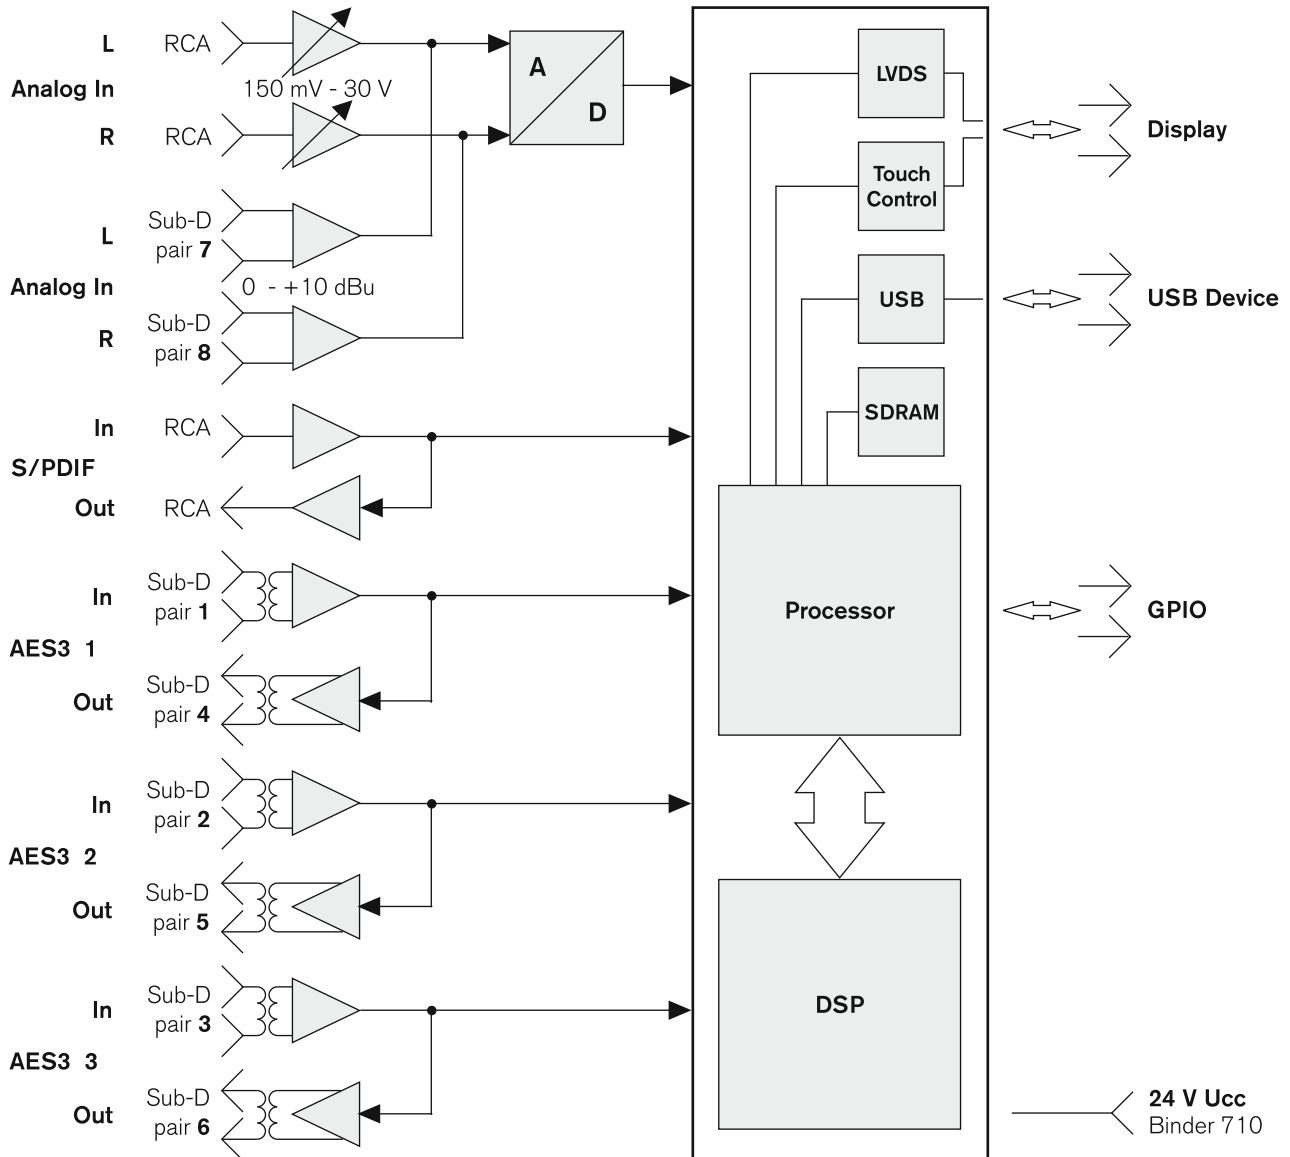 L RCA
150 mV - 30 V
Analog In
R RCA
A
D
L Sub-D
pair 7
Analog In
0 - +10 dBu
R Sub-D
pair 8
In RCA
S/PDIF
Out RCA
In Sub-D
pair 1
AES3 1
Out Sub-D
pair 4
In Sub-D
pair 2
AES3 2
Out Sub-D
pair 5
In Sub-D
pair 3
AES3 3
Out Sub-D
pair 6
LVDS
Touch
Control
USB
SDRAM
Processor
DSP
Display
USB Device
GPIO
24 V Ucc
Binder 710